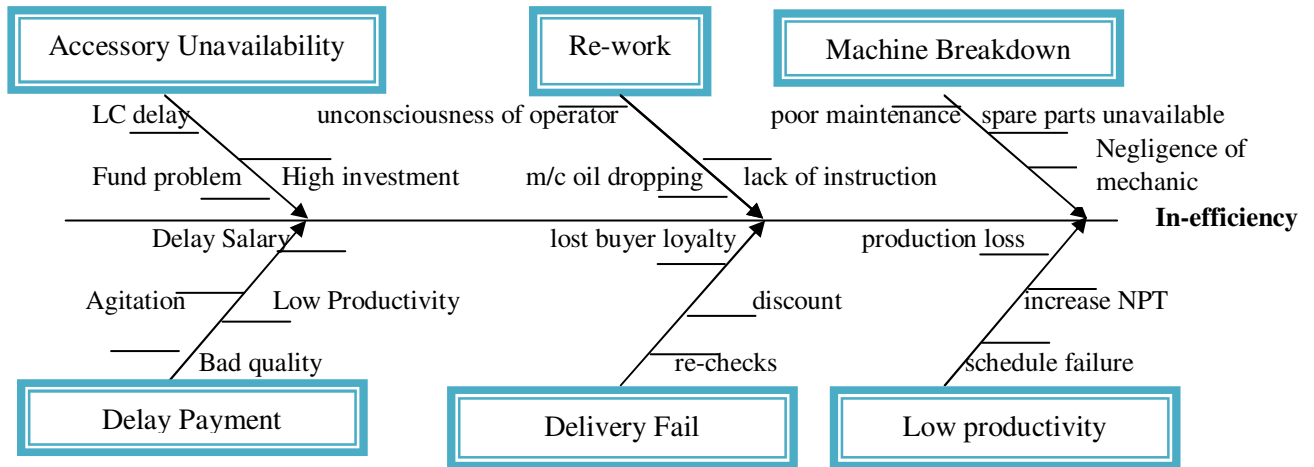 Accessory Unavailability
Re-work
Machine Breakdown
LC delay
unconsciousness of operator
poor maintenance
spare parts unavailable
Fund problem
High investment
m/c oil dropping
lack of instruction
Negligence of
mechanic
In-efficiency
Delay Salary
lost buyer loyalty
production loss
Agitation
Low Productivity
discount
increase NPT
Bad quality
re-checks
schedule failure
Delay Payment
Delivery Fail
Low productivity